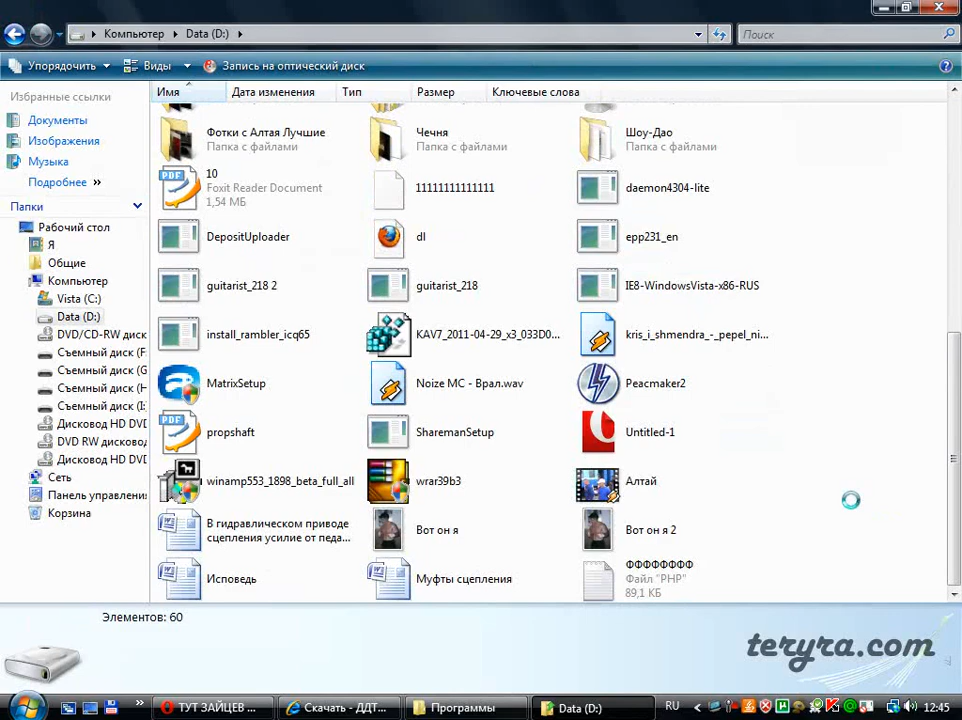 Компьютер
Data (D:)
Поиск
Упорядочить
Виды
Запись на оптический диск
Избранные ссылки
Документы
Изображения
Музыка
Подробнее »
Папки
Рабочий стол
Я
Общие
Компьютер
Vista (C:)
Data (D:)
DVD/CD-RW диск
Съемный диск (F
Съемный диск (G
Съемный диск (H
Съемный диск (I:
Дисковод HD DVD
DVD RW дисковод
Дисковод HD DVD
Сеть
Панель управления
Корзина
Имя
Дата изменения
Тип
Размер
Ключевые слова
Фотки с Алтая Лучшие
Папка с файлами
Чечня
Папка с файлами
Шоу-Дао
Папка с файлами
PDF
10
Foxit Reader Document
1,54 МБ
11111111111111
daemon4304-lite
DepositUploader
dl
epp231_en
guitarist_218 2
guitarist_218
IE8-WindowsVista-x86-RUS
install_rambler_icq65
KAV7_2011-04-29_x3_033D0...
kris_i_shmendra_-_pepel_ni...
MatrixSetup
Noize MC - Врал.wav
Peacmaker2
PDF
propshaft
SharemanSetup
Untitled-1
winamp553_1898_beta_full_all
wrar39b3
Алтай
В гидравлическом приводе
сцепления усилие от педа...
Вот он я
Вот он я 2
Исповедь
Муфты сцепления
ФФФФФФФФ
Файл "PHP"
89,1 КБ
Элементов: 60
teryra.com
ТУТ ЗАЙЦЕВ ...
Скачать - ДДТ...
Программы
Data (D:)
RU
12:45